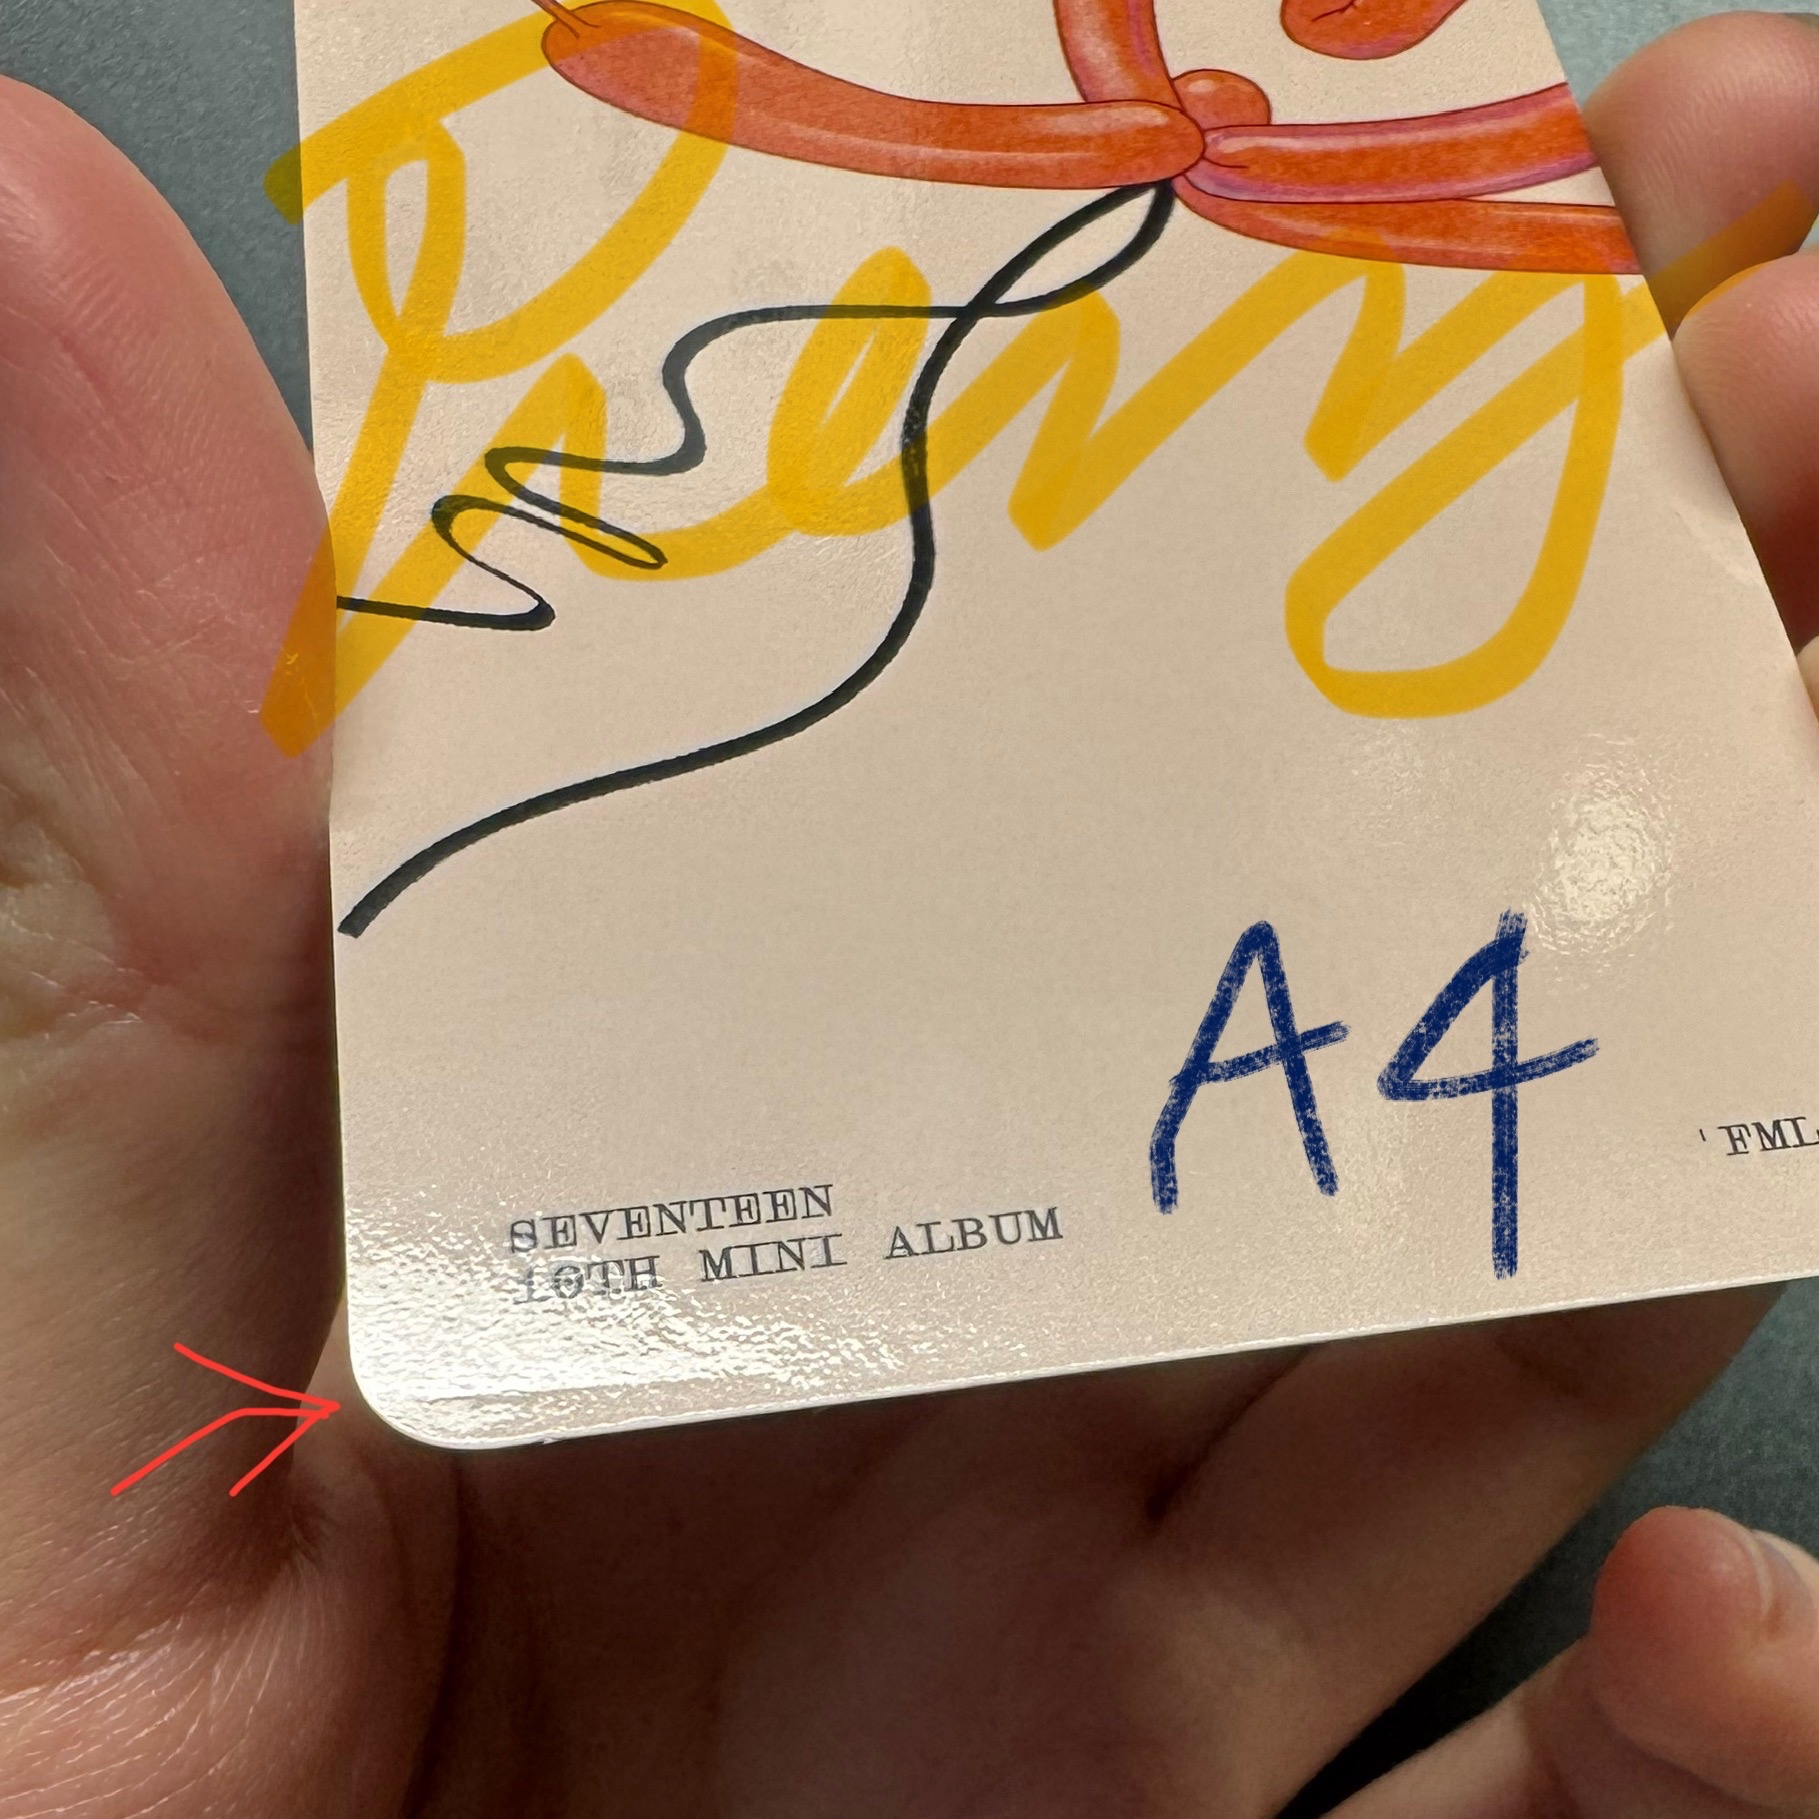 A4
'FML
SEVENTEEN
10TH MINI ALBUM